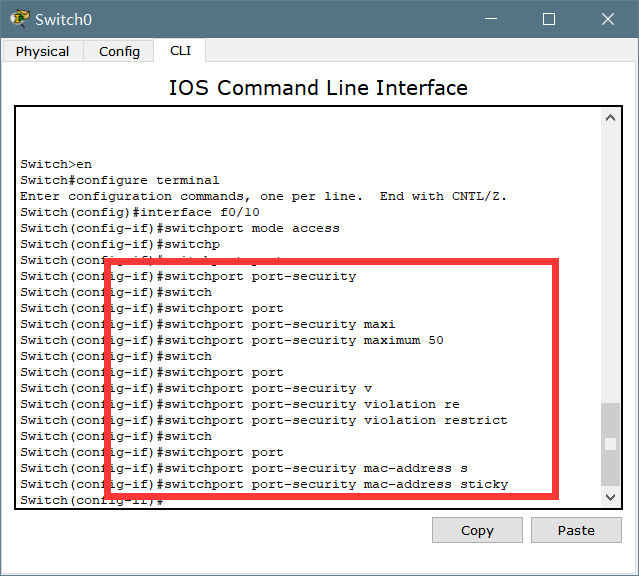 Switch0
Physical Config CLI
IOS Command Line Interface
Switch>en
Switch#configure terminal
Enter configuration commands, one per line.  End with CNTL/Z.
Switch(config)#interface f0/10
Switch(config-if)#switchport mode access
Switch(config-if)#switchp
Switch(config-if)#switchport port
Switch(config-if)#switchport port-security
Switch(config-if)#switch
Switch(config-if)#switchport port
Switch(config-if)#switchport port-security maxi
Switch(config-if)#switchport port-security maximum 50
Switch(config-if)#switch
Switch(config-if)#switchport port
Switch(config-if)#switchport port-security v
Switch(config-if)#switchport port-security violation re
Switch(config-if)#switchport port-security violation restrict
Switch(config-if)#switch
Switch(config-if)#switchport port
Switch(config-if)#switchport port-security mac-address s
Switch(config-if)#switchport port-security mac-address sticky
Switch(config-if)#
Copy Paste